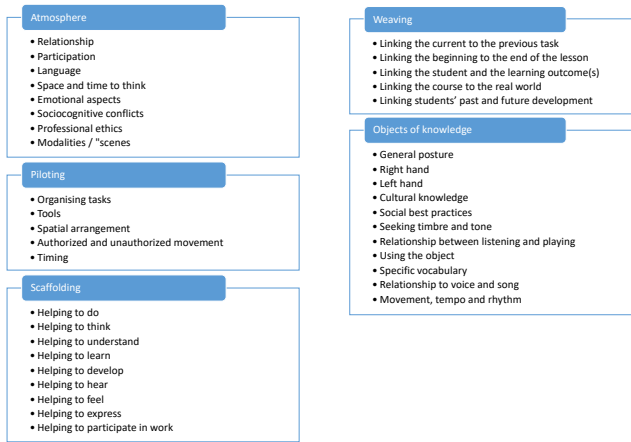 Atmosphere
• Relationship
• Participation
• Language
• Space and time to think
• Emotional aspects
• Sociocognitive conflicts
• Professional ethics
• Modalities / "scenes
Piloting
• Organising tasks
• Tools
• Spatial arrangement
• Authorized and unauthorized movement
• Timing
Scaffolding
• Helping to do
• Helping to think
• Helping to understand
• Helping to learn
• Helping to develop
• Helping to hear
• Helping to feel
• Helping to express
• Helping to participate in work
Weaving
• Linking the current to the previous task
• Linking the beginning to the end of the lesson
• Linking the student and the learning outcome(s)
• Linking the course to the real world
• Linking students' past and future development
Objects of knowledge
• General posture
• Right hand
• Left hand
• Cultural knowledge
• Social best practices
• Seeking timbre and tone
• Relationship between listening and playing
• Using the object
• Specific vocabulary
• Relationship to voice and song
• Movement, tempo and rhythm